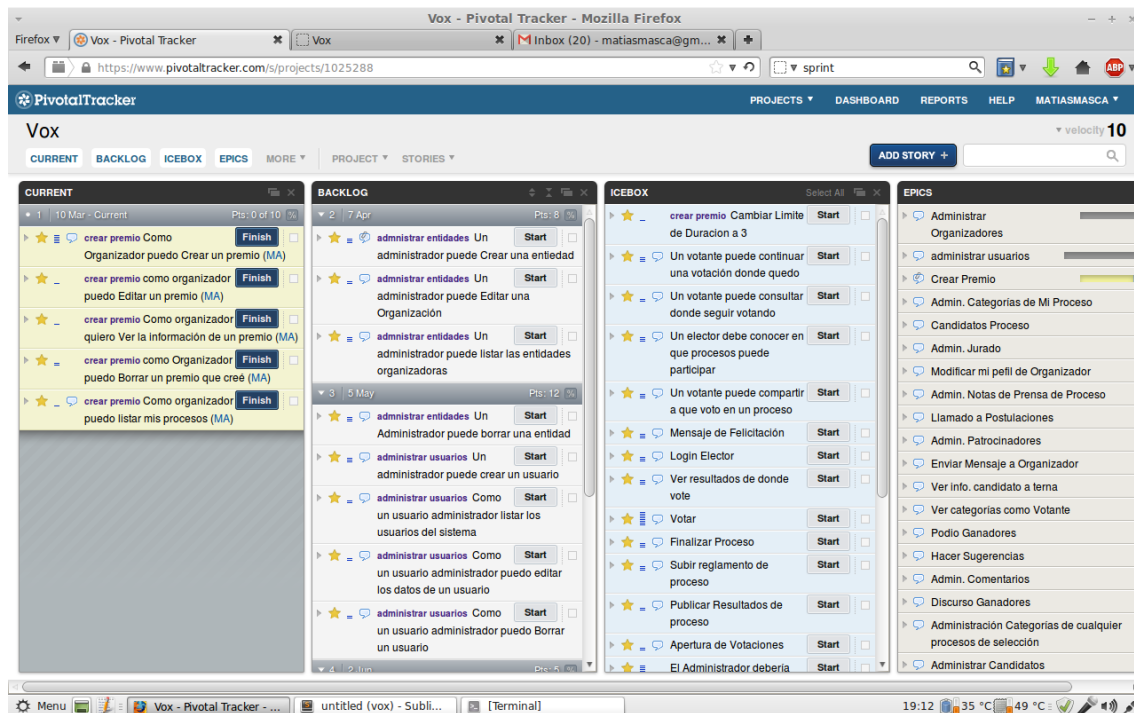 Vox - Pivotal Tracker - Mozilla Firefox
Firefox
Vox - Pivotal Tracker
Vox
Inbox (20) - matiasmasca@gm...
https://www.pivotaltracker.com/s/projects/1025288
sprint
ABP
PivotalTracker
PROJECTS
DASHBOARD
REPORTS
HELP
MATIASMASCA
Vox
velocity 10
CURRENT
BACKLOG
ICEBOX
EPICS
MORE
PROJECT
STORIES
ADD STORY +
CURRENT
1 10 Mar - Current Pts: 0 of 10 %
crear premio Como Finish
Organizador puedo Crear un premio (MA)
crear premio como organizador Finish
puedo Editar un premio (MA)
crear premio Como organizador Finish
quiero Ver la información de un premio (MA)
crear premio como Organizador Finish
puedo Borrar un premio que creé (MA)
crear premio Como organizador Finish
puedo listar mis procesos (MA)
BACKLOG
2 7 Apr Pts: 8 %
admnistrar entidades Un Start
administrador puede Crear una entiedad
admnistrar entidades Un Start
administrador puede Editar una
Organización
admnistrar entidades Un Start
administrador puede listar las entidades
organizadoras
3 5 May Pts: 12 %
admnistrar entidades Un Start
Administrador puede borrar una entidad
administrar usuarios Un Start
administrador puede crear un usuario
administrar usuarios Como Start
un usuario administrador listar los
usuarios del sistema
administrar usuarios Como Start
un usuario administrador puedo editar
los datos de un usuario
administrar usuarios Como Start
un usuario administrador puedo Borrar
un usuario
4 2 Jun Pts: 5 %
ICEBOX Select All
crear premio Cambiar Limite Start
de Duracion a 3
Un votante puede continuar Start
una votación donde quedo
Un votante puede consultar Start
donde seguir votando
Un elector debe conocer en Start
que procesos puede
participar
Un votante puede compartir Start
a que voto en un proceso
Mensaje de Felicitación Start
Login Elector Start
Ver resultados de donde Start
vote
Votar Start
Finalizar Proceso Start
Subir reglamento de Start
proceso
Publicar Resultados de Start
proceso
Apertura de Votaciones Start
El Administrador debería Start
EPICS
Administrar
Organizadores
administrar usuarios
Crear Premio
Admin. Categorías de Mi Proceso
Candidatos Proceso
Admin. Jurado
Modificar mi pefil de Organizador
Admin. Notas de Prensa de Proceso
Llamado a Postulaciones
Admin. Patrocinadores
Enviar Mensaje a Organizador
Ver info. candidato a terna
Ver categorías como Votante
Podio Ganadores
Hacer Sugerencias
Admin. Comentarios
Discurso Ganadores
Administración Categorías de cualquier
procesos de selección
Administrar Candidatos
Menu
Vox - Pivotal Tracker - ...
untitled (vox) - Subli...
[Terminal]
19:12
35 °C
49 °C